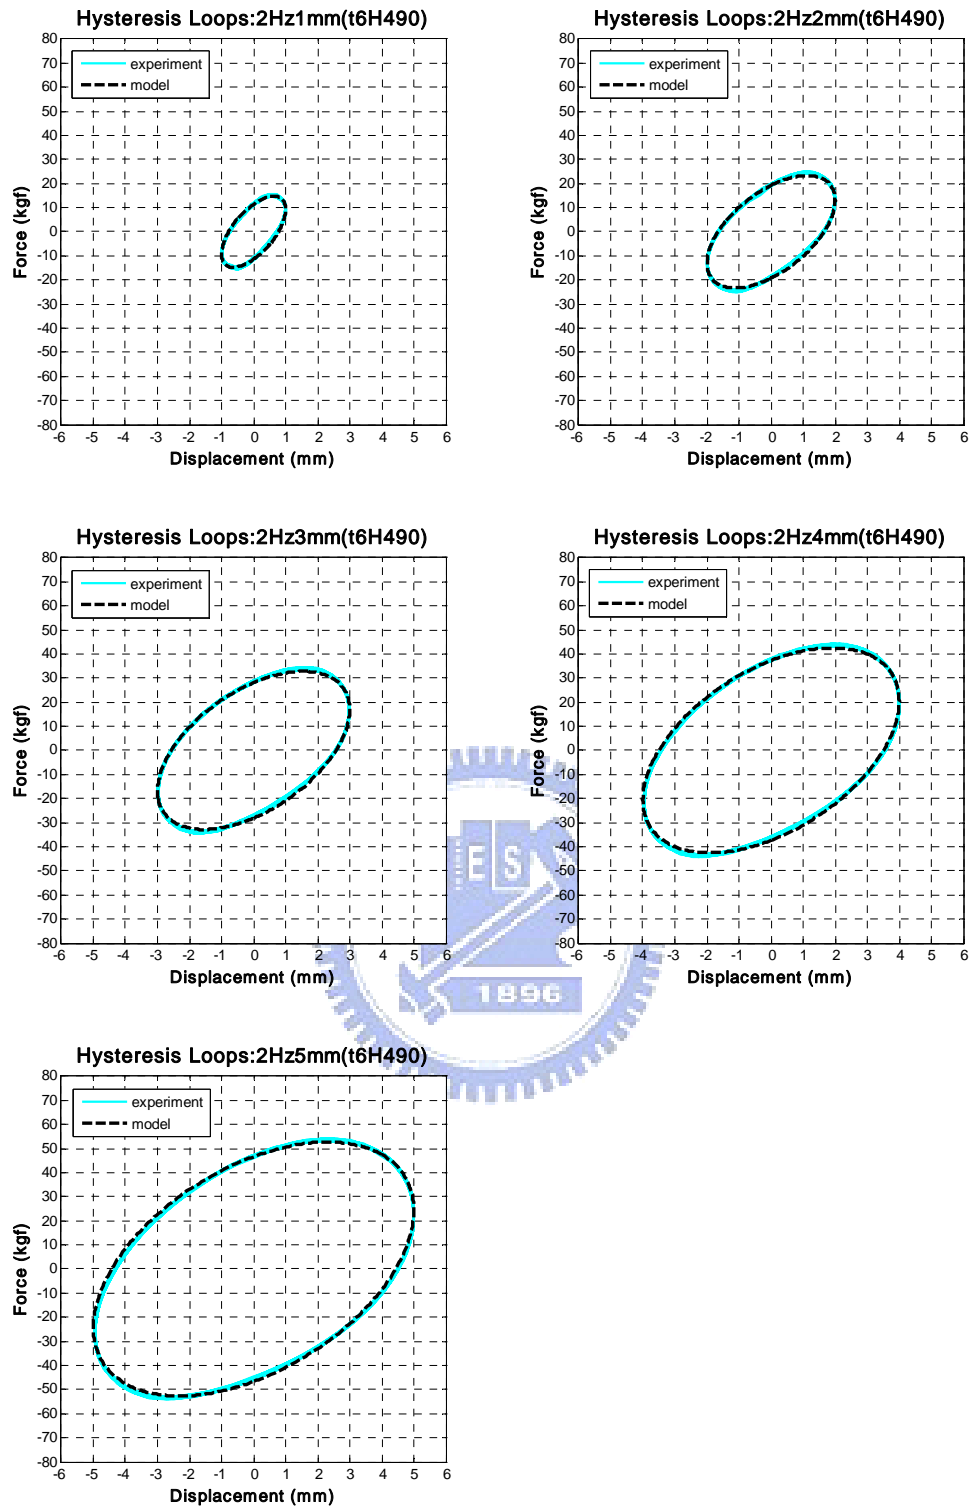 Hysteresis Loops:2Hz1mm(t6H490)
80
70
60
50
40
30
20
10
0
-10
-20
-30
-40
-50
-60
-70
-80
Force (kgf)
experiment
model
-6 -5 -4 -3 -2 -1 0 1 2 3 4 5 6
Displacement (mm)
Hysteresis Loops:2Hz2mm(t6H490)
80
70
60
50
40
30
20
10
0
-10
-20
-30
-40
-50
-60
-70
-80
Force (kgf)
experiment
model
-6 -5 -4 -3 -2 -1 0 1 2 3 4 5 6
Displacement (mm)
Hysteresis Loops:2Hz3mm(t6H490)
80
70
60
50
40
30
20
10
0
-10
-20
-30
-40
-50
-60
-70
-80
Force (kgf)
experiment
model
-6 -5 -4 -3 -2 -1 0 1 2 3 4 5 6
Displacement (mm)
Hysteresis Loops:2Hz4mm(t6H490)
80
70
60
50
40
30
20
10
0
-10
-20
-30
-40
-50
-60
-70
-80
Force (kgf)
experiment
model
-6 -5 -4 -3 -2 -1 0 1 2 3 4 5 6
Displacement (mm)
E S
1896
Hysteresis Loops:2Hz5mm(t6H490)
80
70
60
50
40
30
20
10
0
-10
-20
-30
-40
-50
-60
-70
-80
Force (kgf)
experiment
model
-6 -5 -4 -3 -2 -1 0 1 2 3 4 5 6
Displacement (mm)